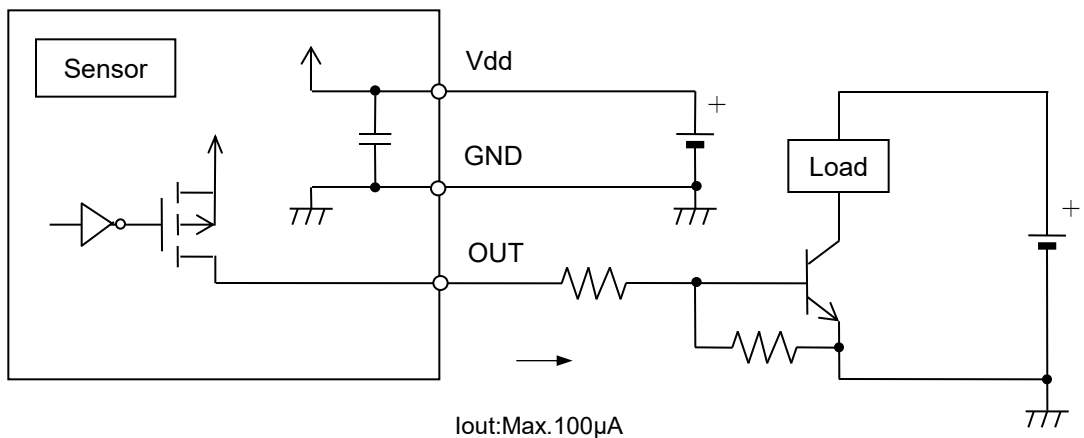 Sensor
Vdd
+
GND
Load
+
OUT
Iout:Max.100µA